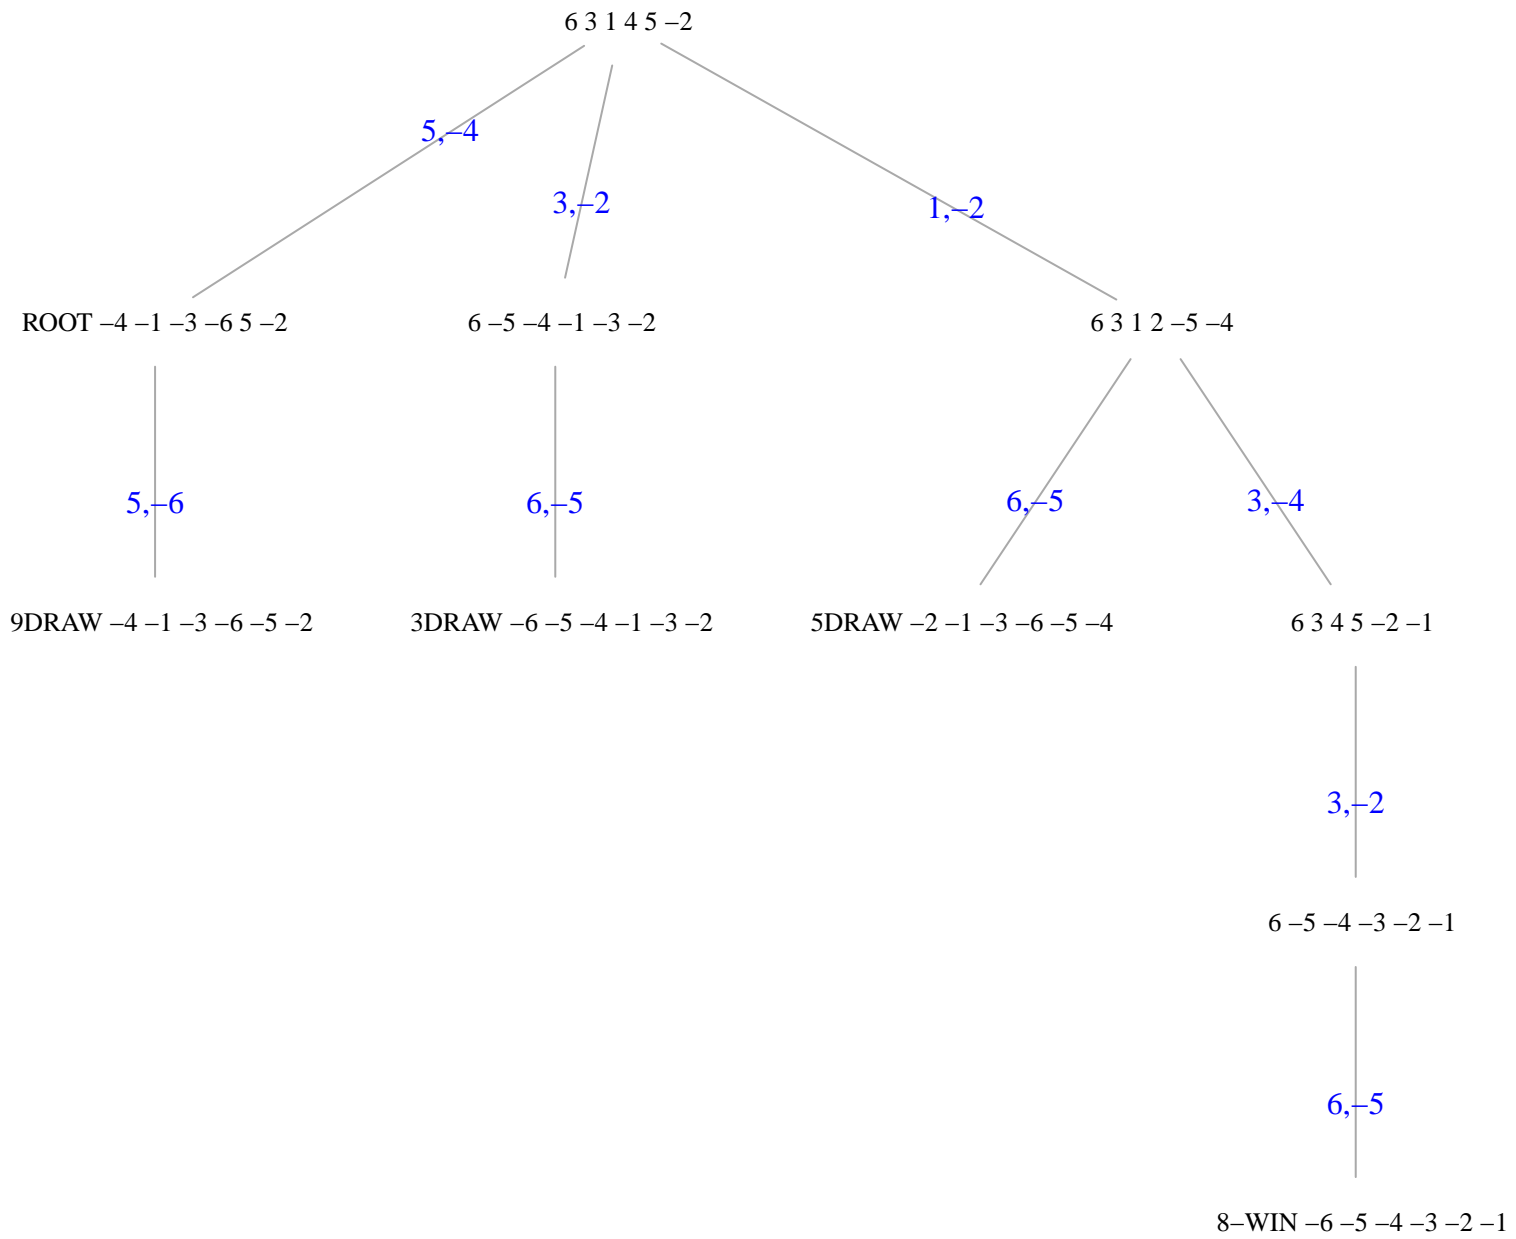 6 3 1 4 5 –2
5,–4
3,–2
1,–2
ROOT –4 –1 –3 –6 5 –2
6 –5 –4 –1 –3 –2
6 3 1 2 –5 –4
5,–6
6,–5
6,–5
3,–4
9DRAW –4 –1 –3 –6 –5 –2
3DRAW –6 –5 –4 –1 –3 –2
5DRAW –2 –1 –3 –6 –5 –4
6 3 4 5 –2 –1
3,–2
6 –5 –4 –3 –2 –1
6,–5
8–WIN –6 –5 –4 –3 –2 –1